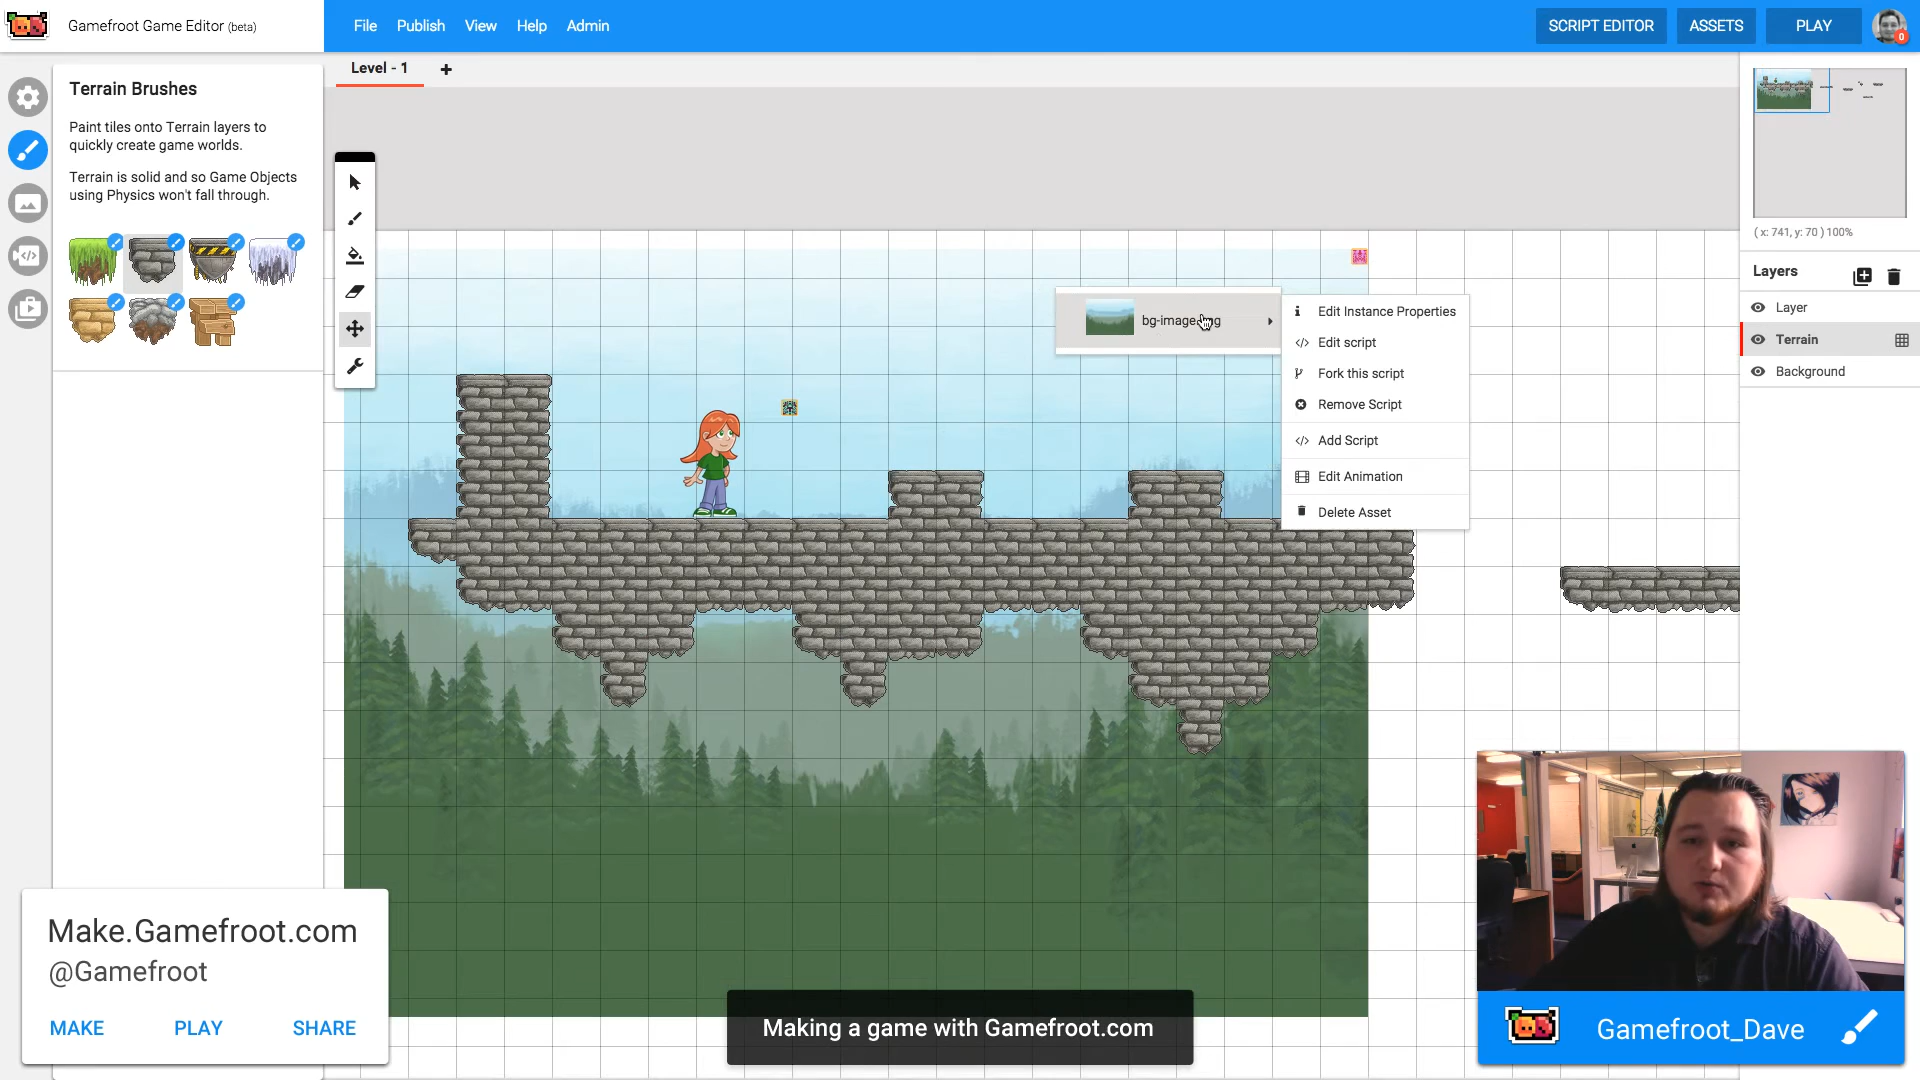 Gamefroot Game Editor (beta)
File
Publish
View
Help
Admin
SCRIPT EDITOR
ASSETS
PLAY
0
Terrain Brushes
Paint tiles onto Terrain layers to
quickly create game worlds.
Terrain is solid and so Game Objects
using Physics won't fall through.
Level - 1
+
bg-image
Edit Instance Properties
Edit script
Fork this script
Remove Script
Add Script
Edit Animation
Delete Asset
( x: 741, y: 70 ) 100%
Layers
Layer
Terrain
Background
Make.Gamefroot.com
@Gamefroot
MAKE
PLAY
SHARE
Making a game with Gamefroot.com
Gamefroot_Dave